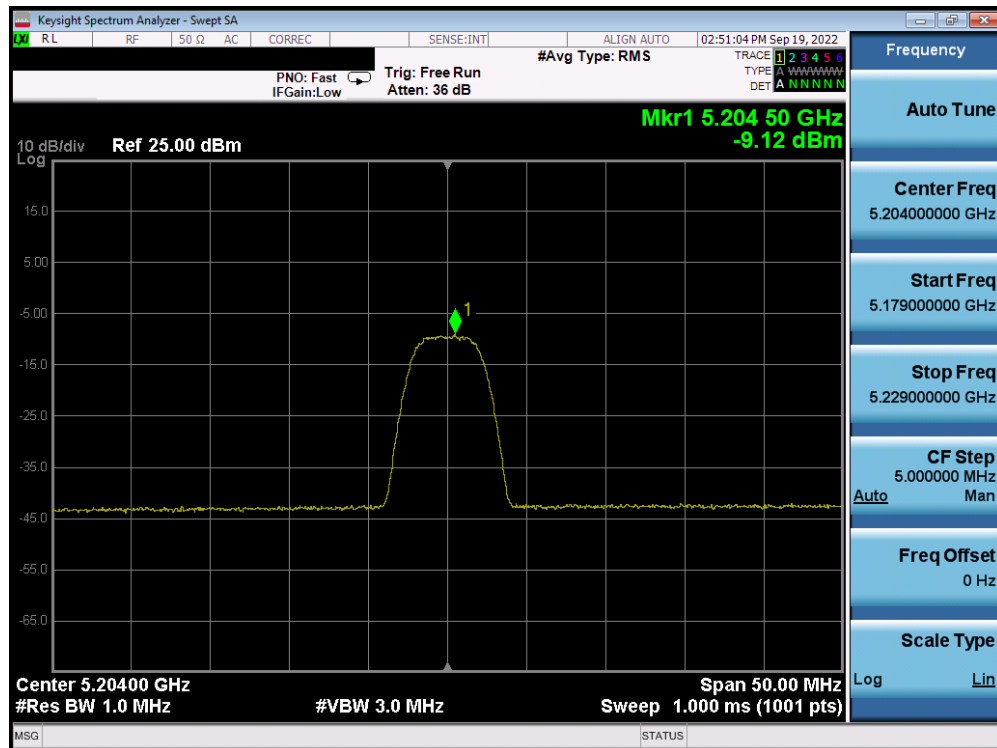 Keysight Spectrum Analyzer - Swept SA
LXI RL RF 50 Ω AC CORREC SENSE:INT ALIGN AUTO 02:51:04 PM Sep 19, 2022
#Avg Type: RMS
TRACE 1 2 3 4 5 6
PNO: Fast Trig: Free Run
TYPE A WWWWW
IFGain:Low Atten: 36 dB
DET A N N N N N
Mkr1 5.204 50 GHz
-9.12 dBm
10 dB/div Ref 25.00 dBm
Log
15.0
5.00
-5.00
-15.0
-25.0
-35.0
-45.0
-55.0
-65.0
1
Center 5.20400 GHz Span 50.00 MHz
#Res BW 1.0 MHz #VBW 3.0 MHz Sweep 1.000 ms (1001 pts)
MSG STATUS
Frequency
Auto Tune
Center Freq
5.204000000 GHz
Start Freq
5.179000000 GHz
Stop Freq
5.229000000 GHz
CF Step
5.000000 MHz
Auto Man
Freq Offset
0 Hz
Scale Type
Log Lin